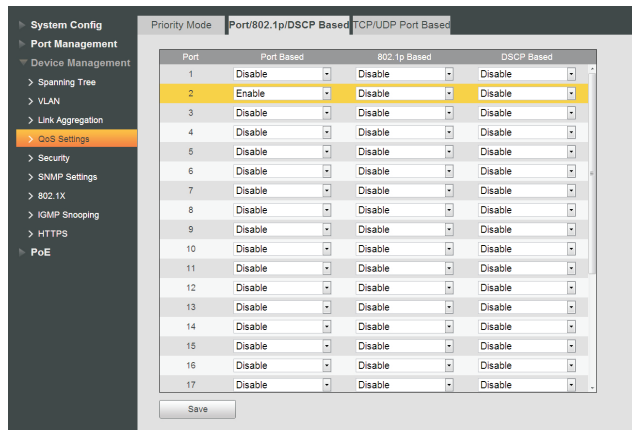 System Config
Port Management
Device Management
Spanning Tree
VLAN
Link Aggregation
QoS Settings
Security
SNMP Settings
802.1X
IGMP Snooping
HTTPS
PoE
Priority Mode Port/802.1p/DSCP Based TCP/UDP Port Based
Port Port Based 802.1p Based DSCP Based
1 Disable Disable Disable
2 Enable Disable Disable
3 Disable Disable Disable
4 Disable Disable Disable
5 Disable Disable Disable
6 Disable Disable Disable
7 Disable Disable Disable
8 Disable Disable Disable
9 Disable Disable Disable
10 Disable Disable Disable
11 Disable Disable Disable
12 Disable Disable Disable
13 Disable Disable Disable
14 Disable Disable Disable
15 Disable Disable Disable
16 Disable Disable Disable
17 Disable Disable Disable
Save